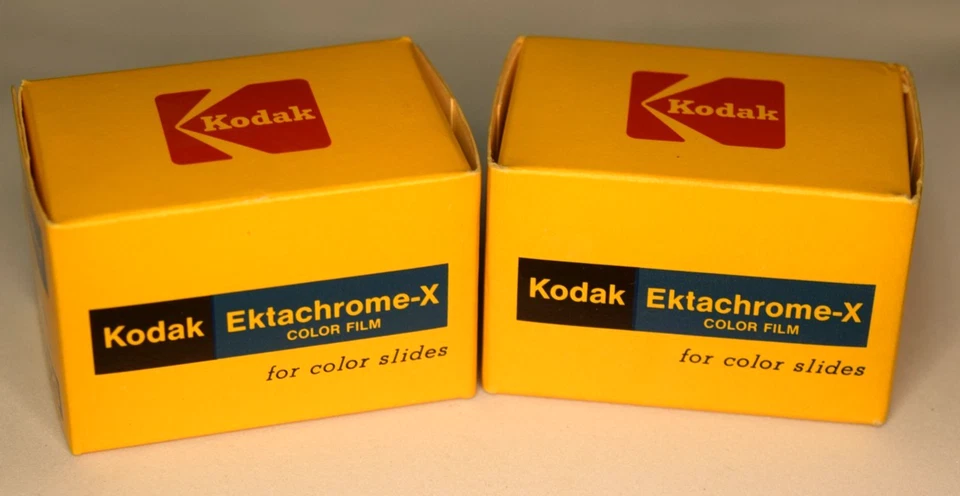 Kodak
Kodak Ektachrome-X
COLOR FILM
for color slides
Kodak
Kodak Ektachrome-X
COLOR FILM
for color slides